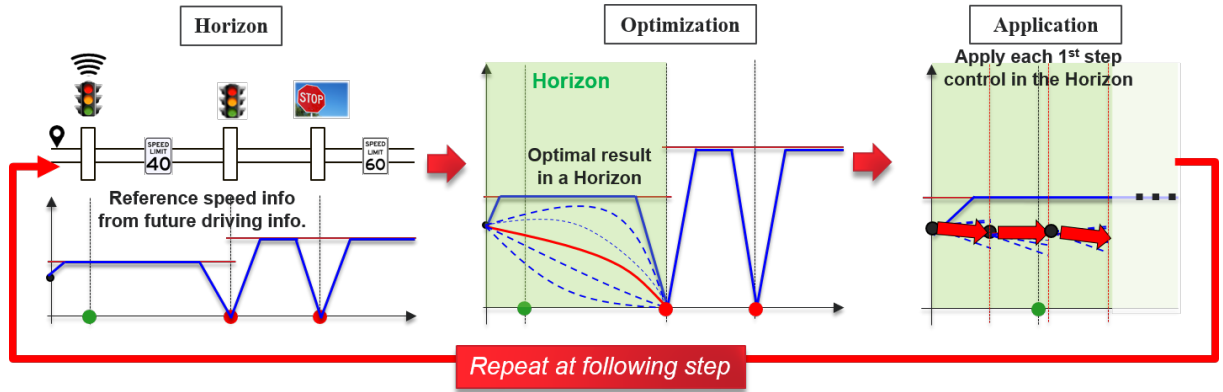 Horizon
Optimization
Application
STOP
SPEED
LIMIT
40
SPEED
LIMIT
60
Reference speed info
from future driving info.
Horizon
Optimal result
in a Horizon
Apply each 1st step
control in the Horizon
Repeat at following step